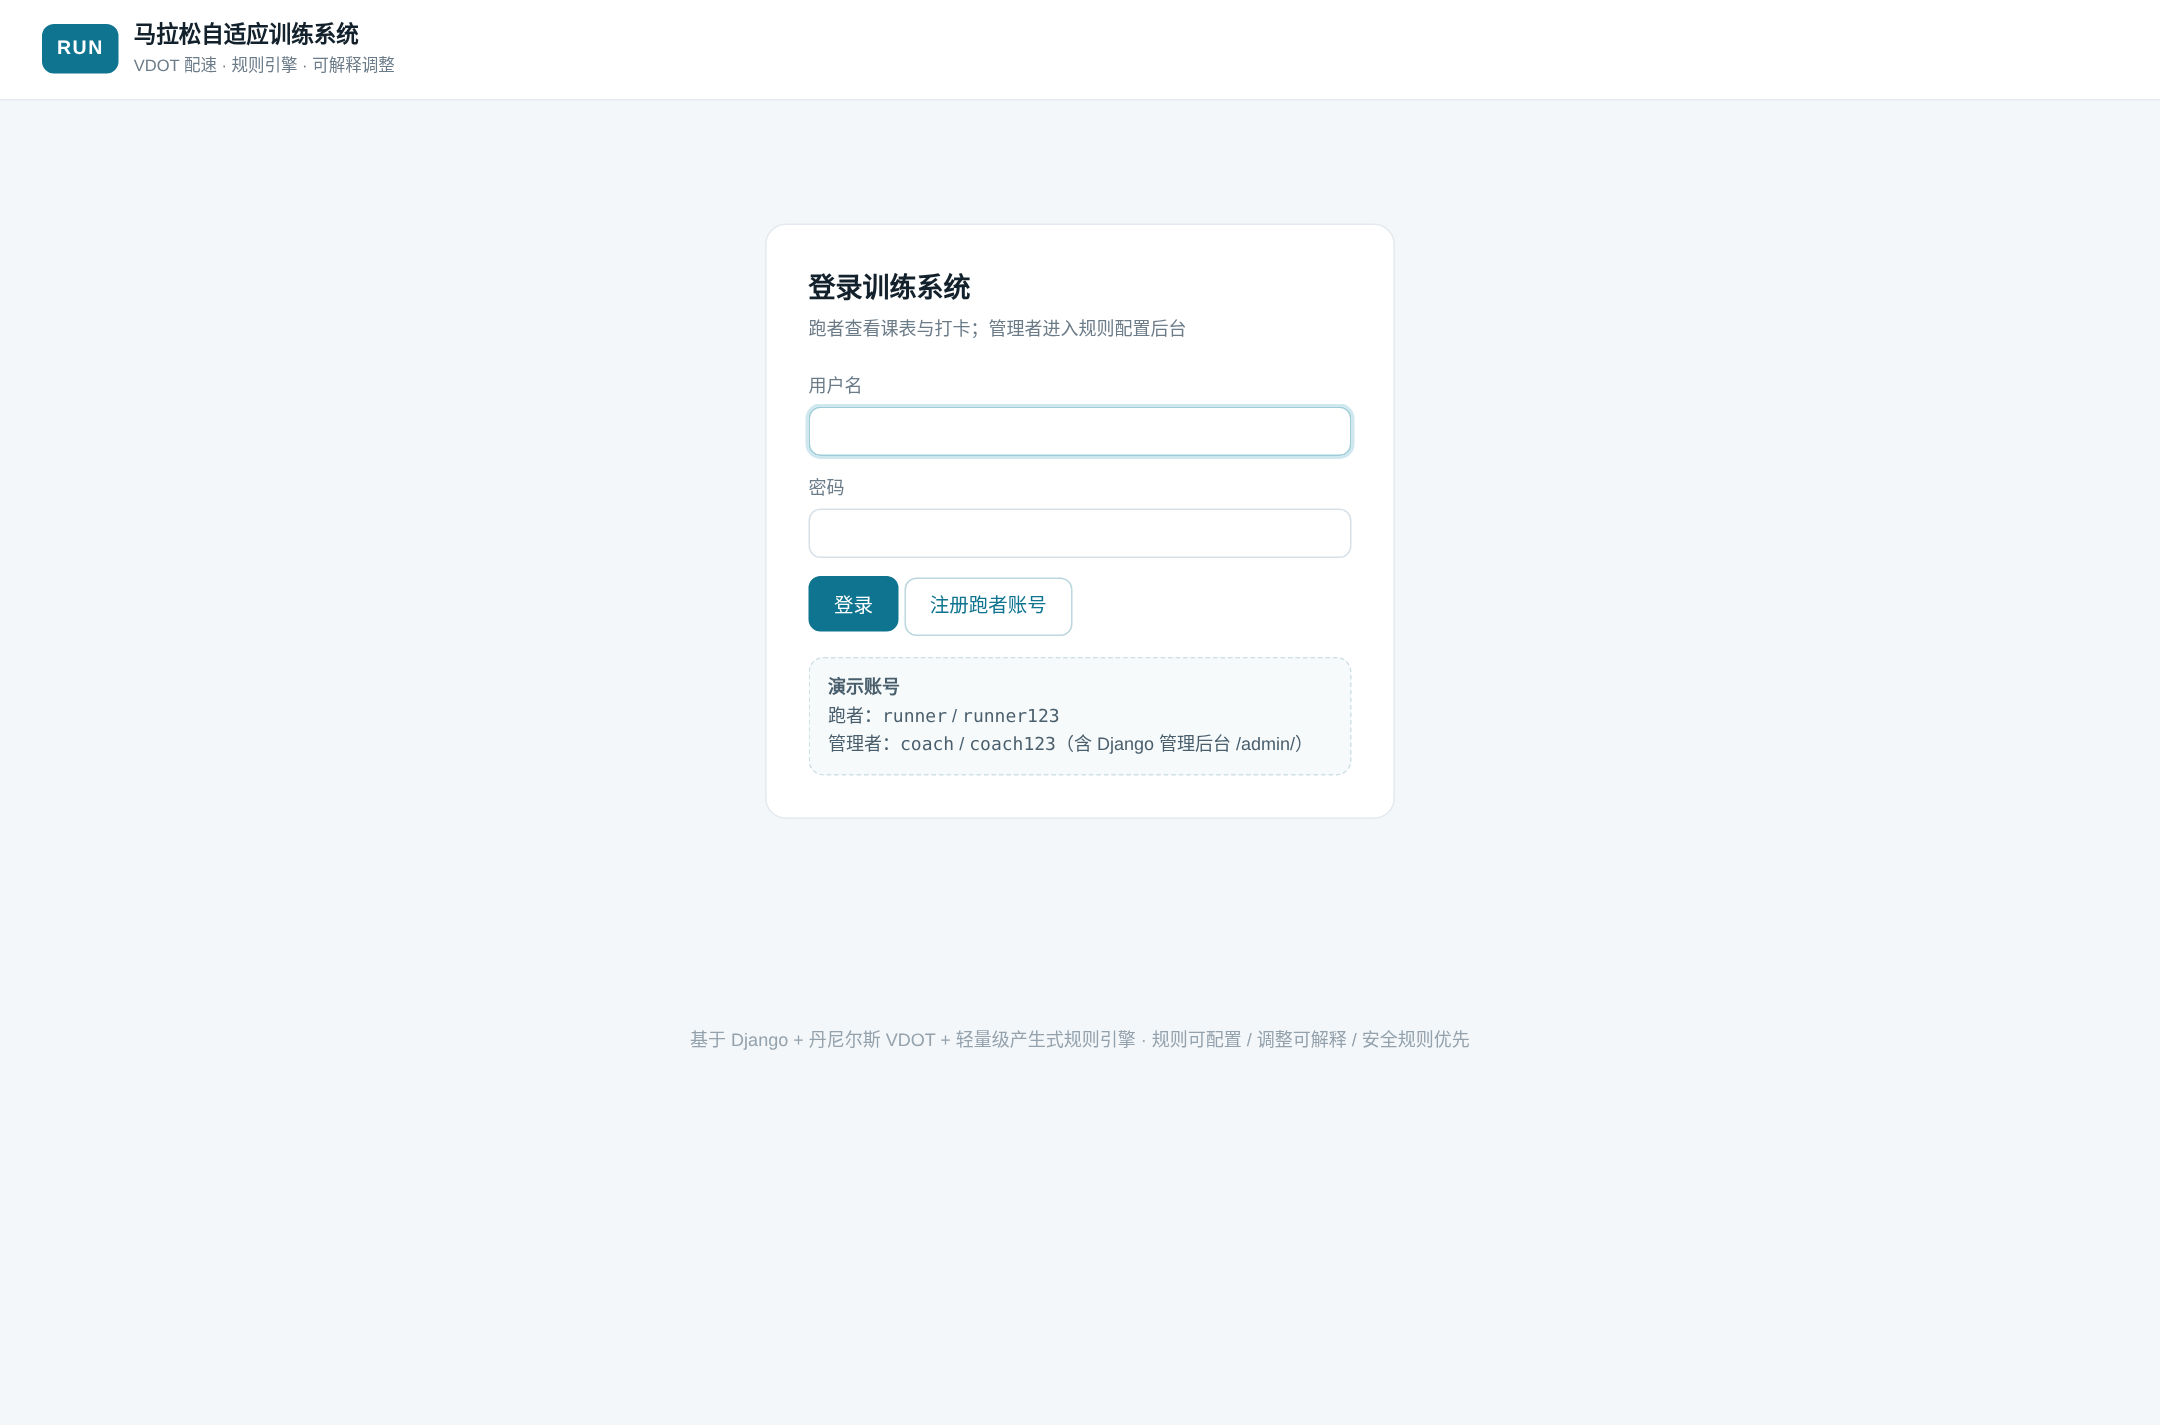 RUN
马拉松自适应训练系统
VDOT 配速 · 规则引擎 · 可解释调整
登录训练系统
跑者查看课表与打卡；管理者进入规则配置后台
用户名
密码
登录
注册跑者账号
演示账号
跑者：runner / runner123
管理者：coach / coach123（含 Django 管理后台 /admin/）
基于 Django + 丹尼尔斯 VDOT + 轻量级产生式规则引擎 · 规则可配置 / 调整可解释 / 安全规则优先